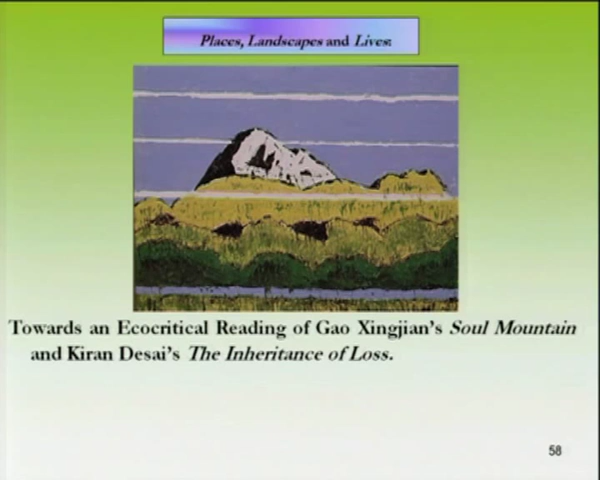 Places, Landscapes and Lives:
Towards an Ecocritical Reading of Gao Xingjian's Soul Mountain
and Kiran Desai's The Inheritance of Loss.
58